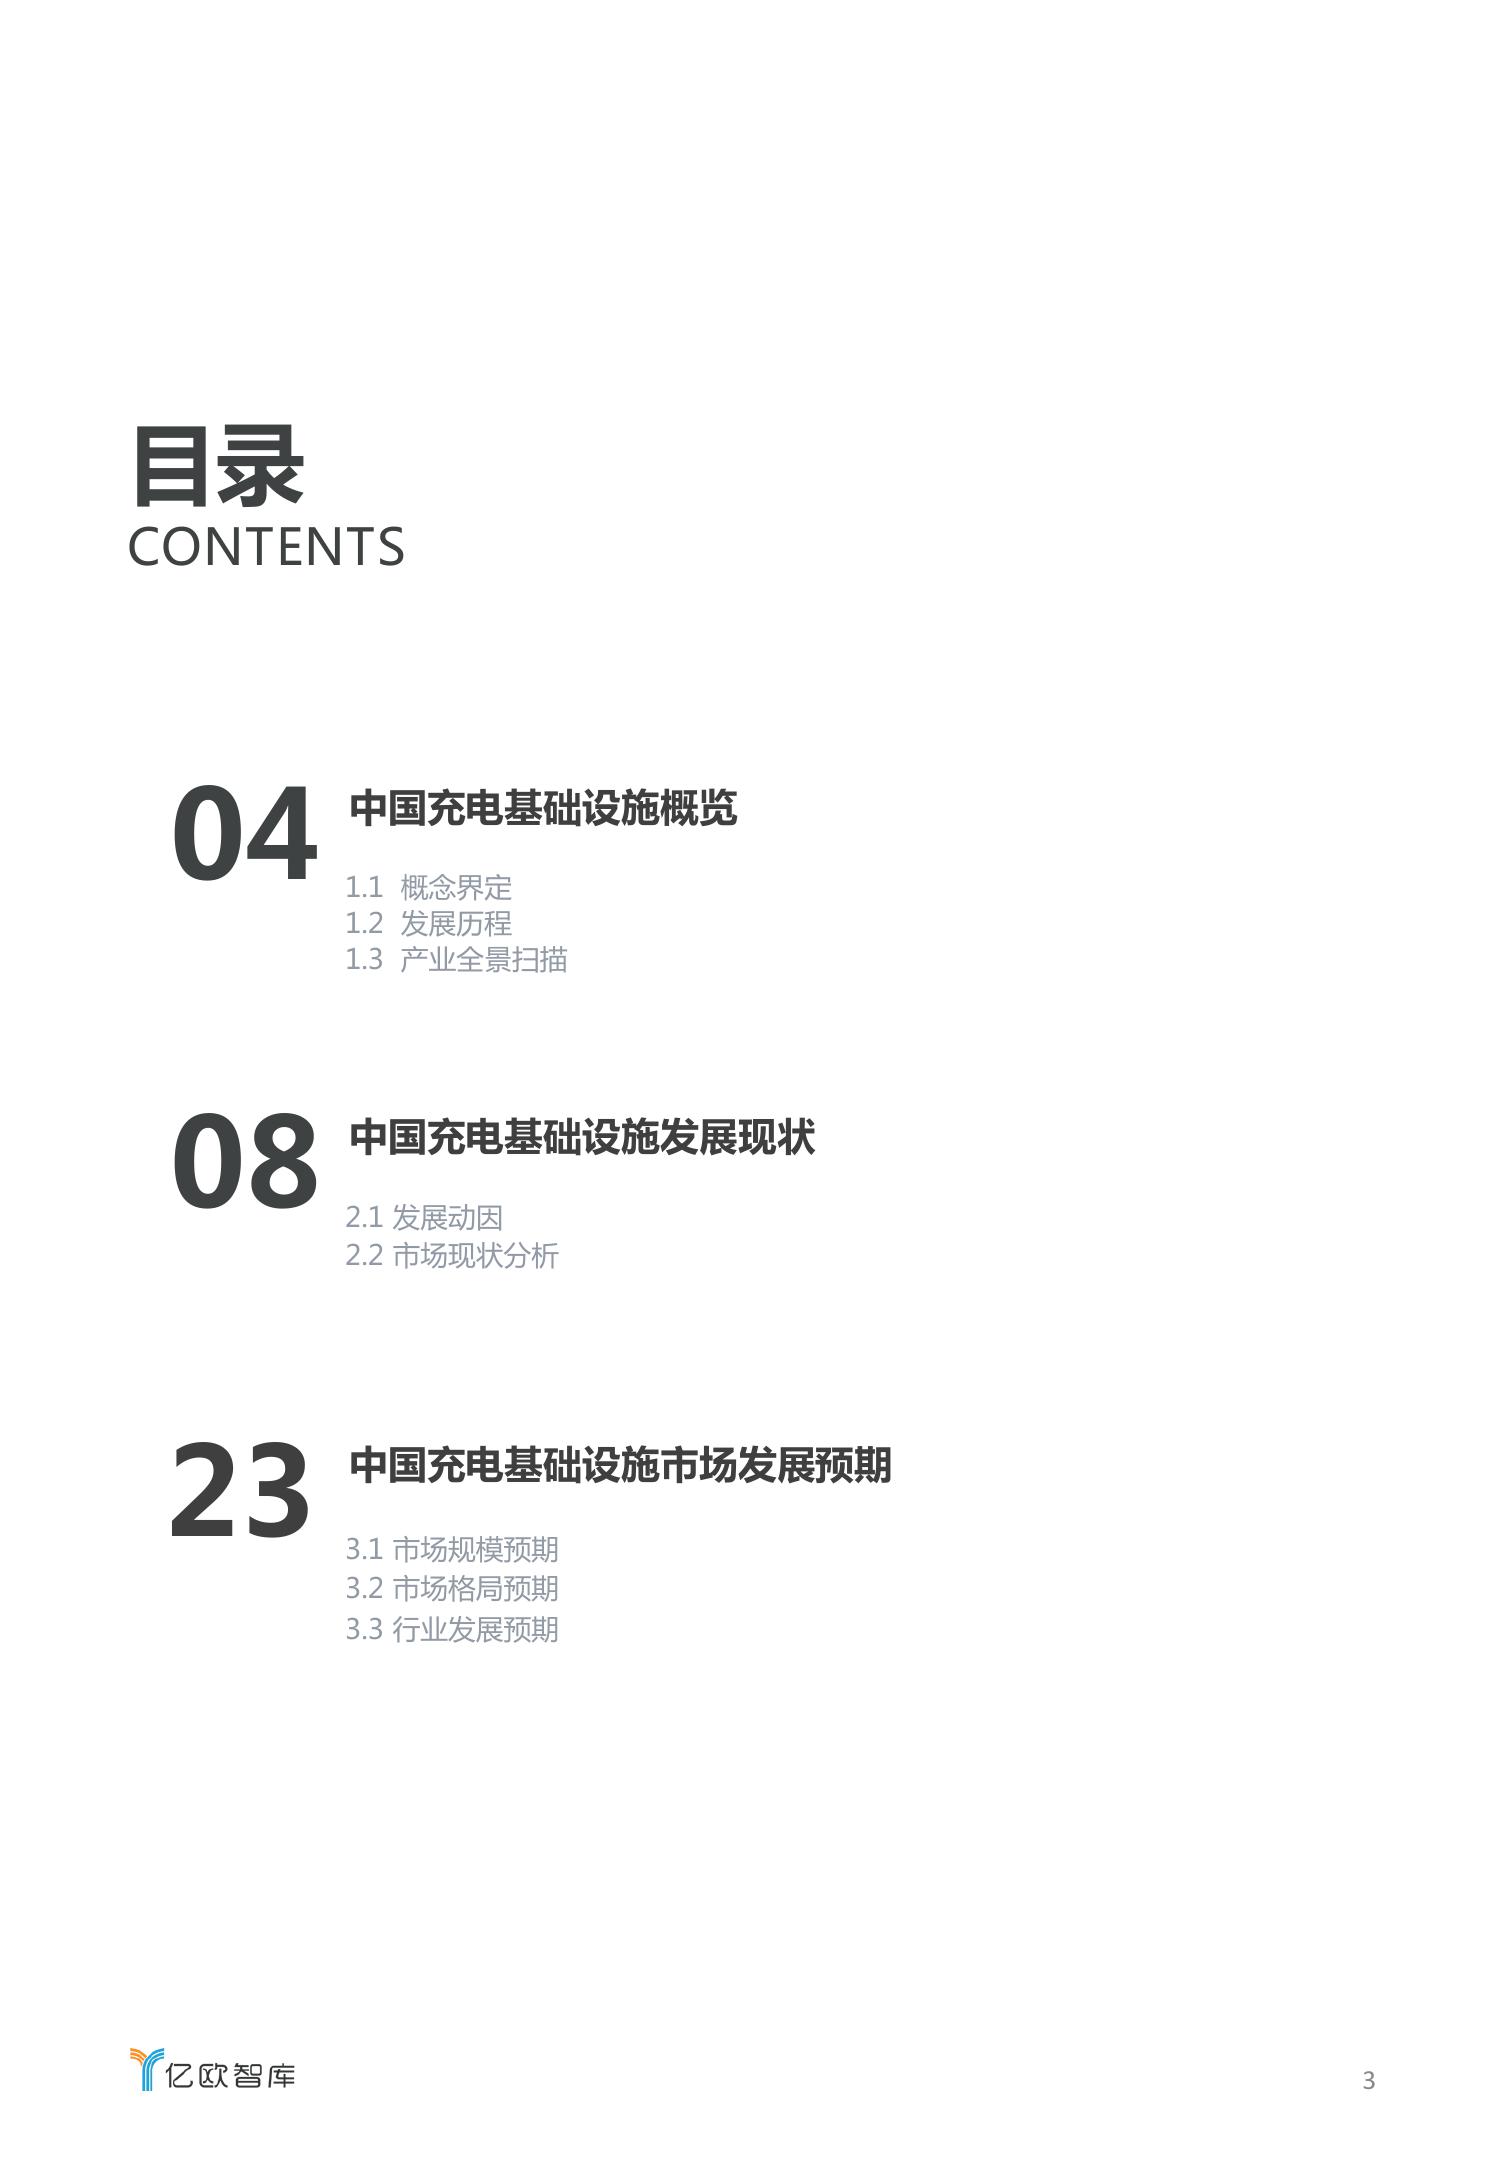 目录
CONTENTS
04 中国充电基础设施概览
1.1 概念界定
1.2 发展历程
1.3 产业全景扫描
08 中国充电基础设施发展现状
2.1 发展动因
2.2 市场现状分析
23 中国充电基础设施市场发展预期
3.1 市场规模预期
3.2 市场格局预期
3.3 行业发展预期
亿欧智库
3